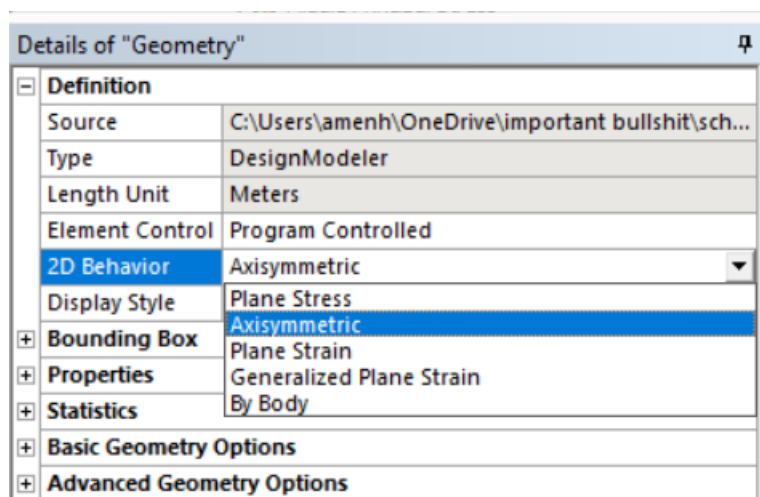 Details of "Geometry"
Definition
Source C:\Users\amenh\OneDrive\important bullshit\sch...
Type DesignModeler
Length Unit Meters
Element Control Program Controlled
2D Behavior Axisymmetric
Display Style Plane Stress
Axisymmetric
Bounding Box Plane Strain
Properties Generalized Plane Strain
Statistics By Body
Basic Geometry Options
Advanced Geometry Options